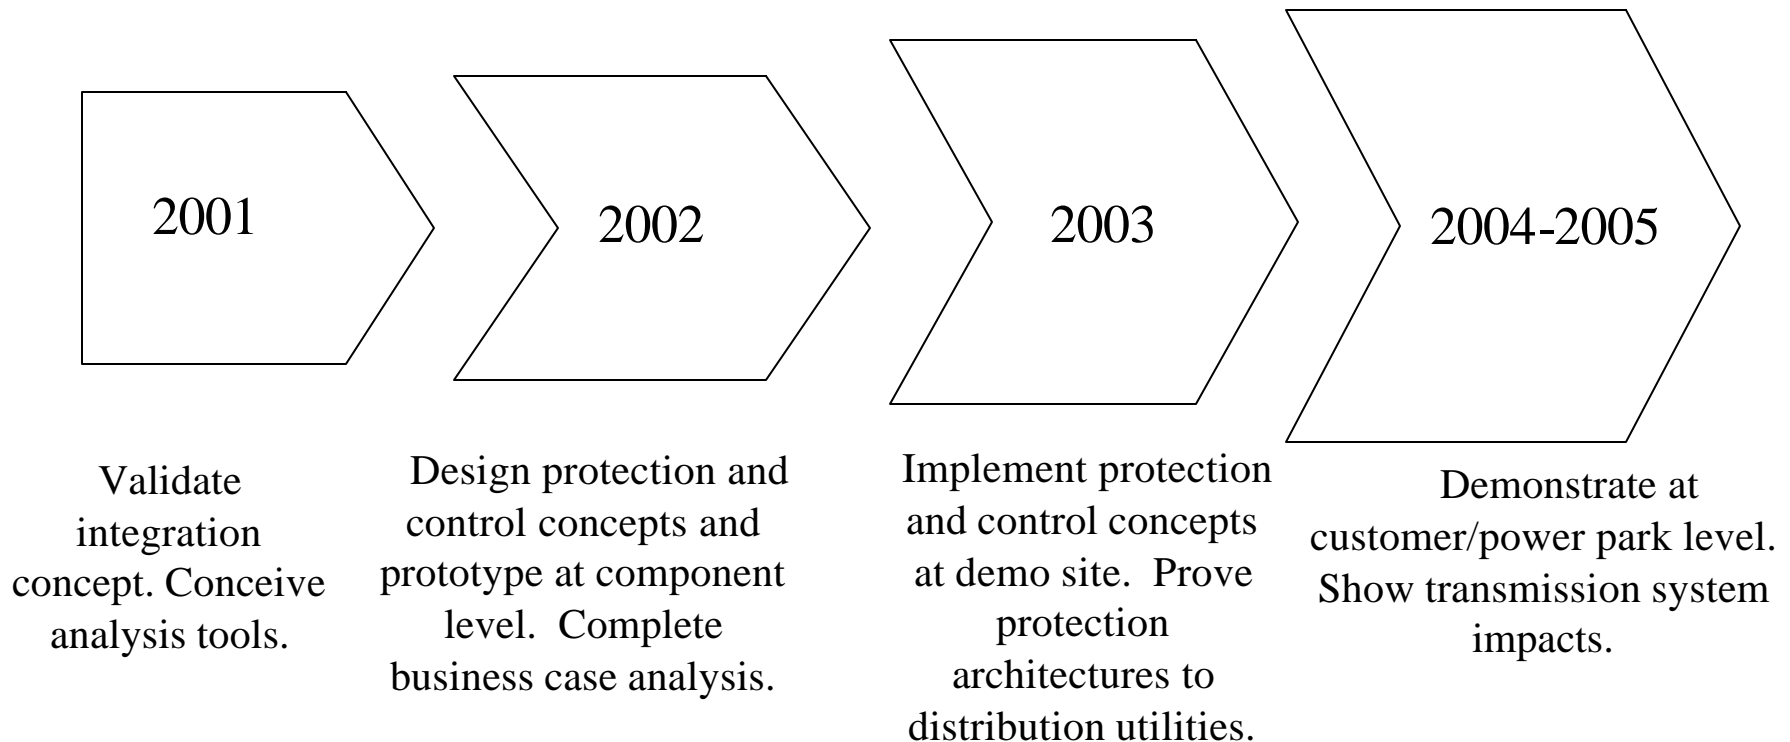 2001
Validate
integration
concept. Conceive
analysis tools.
2002
Design protection and
control concepts and
prototype at component
level.  Complete
business case analysis.
2003
Implement protection
and control concepts
at demo site.  Prove
protection
architectures to
distribution utilities.
2004-2005
Demonstrate at
customer/power park level.
Show transmission system
impacts.